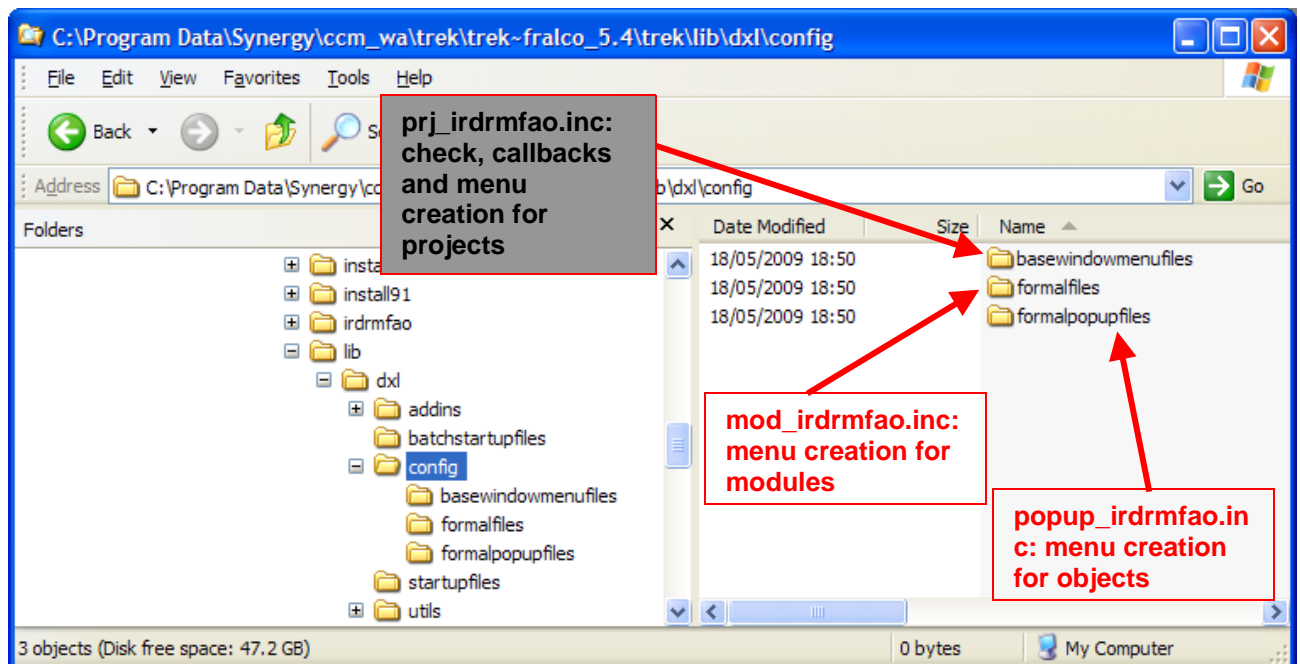 C:\Program Data\Synergy\ccm_wa\trek\trek~fralco_5.4\trek\lib\dxl\config
File Edit View Favorites Tools Help
Back S
prj_irdrmfao.inc:
check, callbacks
and menu
creation for
projects
Address C:\Program Data\Synergy\cc b\dxl\config Go
Folders
Date Modified Size Name
insta
install91
irdrmfao
lib
dxl
addins
batchstartupfiles
config
basewindowmenufiles
formalfiles
formalpopupfiles
startupfiles
utils
18/05/2009 18:50 basewindowmenufiles
18/05/2009 18:50 formalfiles
18/05/2009 18:50 formalpopupfiles
mod_irdrmfao.inc:
menu creation for
modules
popup_irdrmfao.in
c: menu creation
for objects
3 objects (Disk free space: 47.2 GB) 0 bytes My Computer